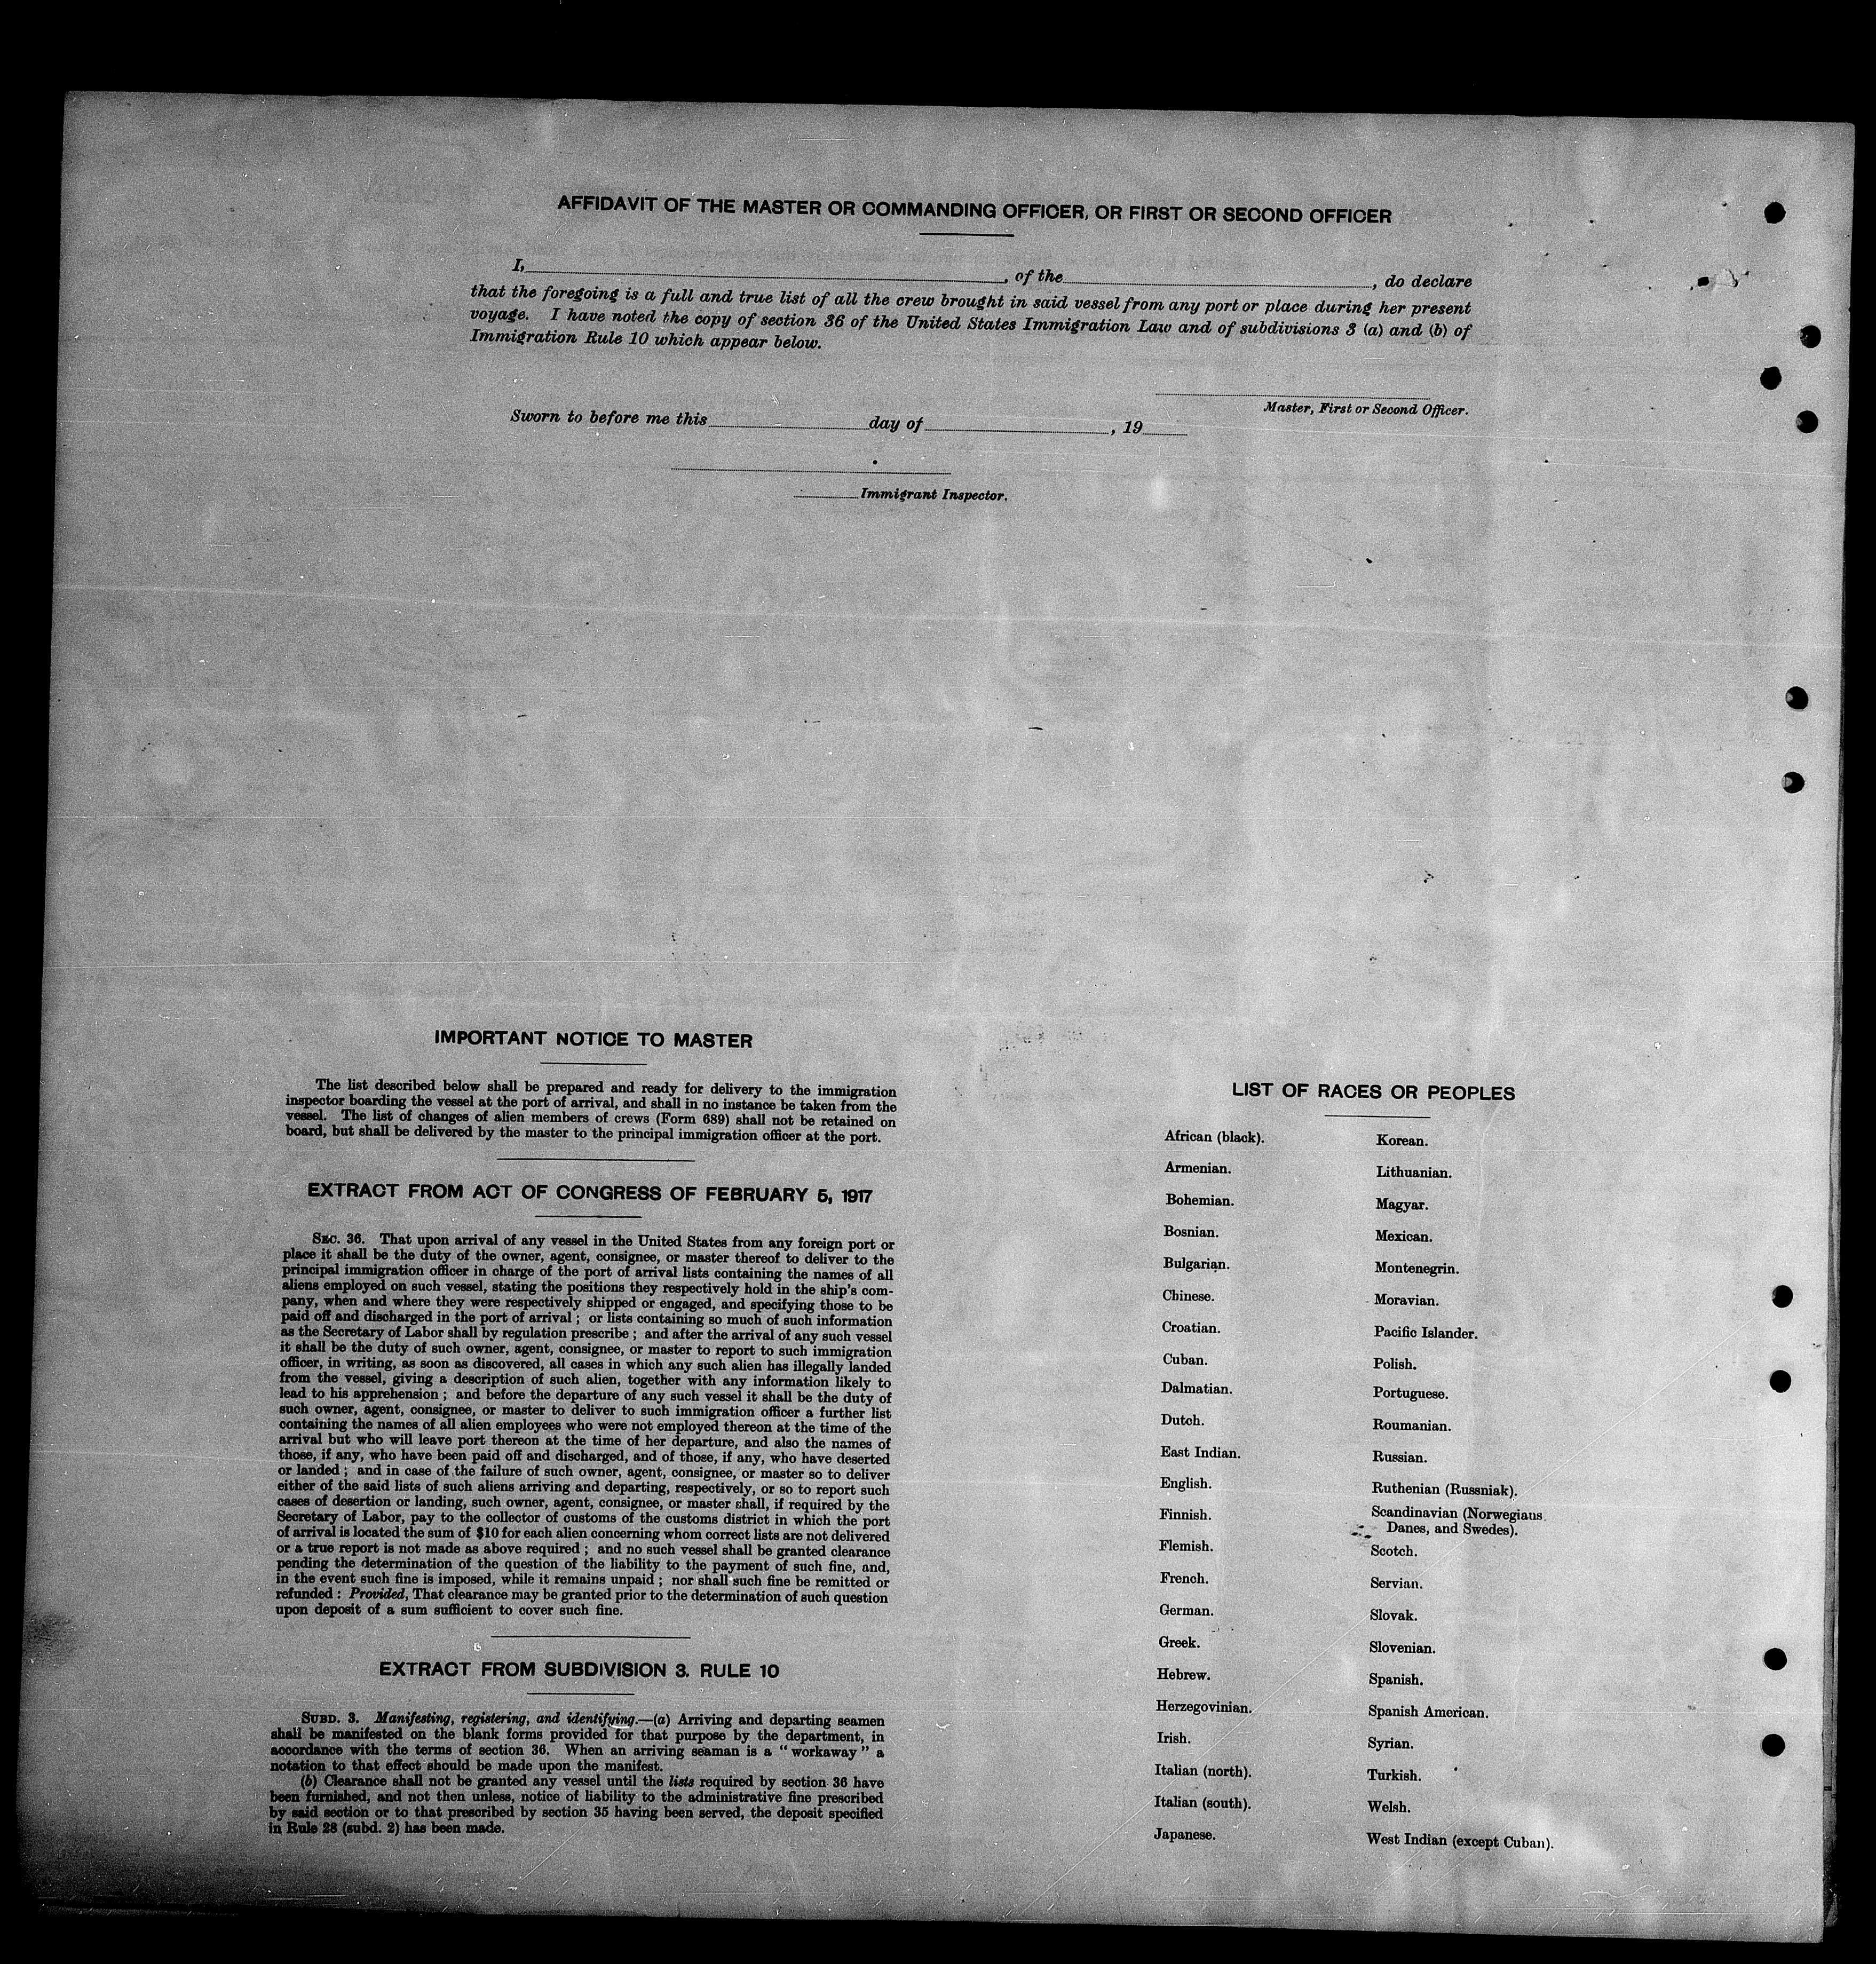 AFFIDAVIT OF THE MASTER OR COMMANDING OFFICER, OR FIRST OR SECOND OFFICER
I, , of the , do declare
that the foregoing is a full and true list of all the crew brought in said vessel from any port or place during her present
voyage. I have noted the copy of section 36 of the United States Immigration Law and of subdivisions 3 (a) and (b) of
Immigration Rule 10 which appear below.
Master, First or Second Officer.
Sworn to before me this day of , 19
Immigrant Inspector.
IMPORTANT NOTICE TO MASTER
The list described below shall be prepared and ready for delivery to the immigration
inspector boarding the vessel at the port of arrival, and shall in no instance be taken from the
vessel. The list of changes of alien members of crews (Form 689) shall not be retained on
board, but shall be delivered by the master to the principal immigration officer at the port.
EXTRACT FROM ACT OF CONGRESS OF FEBRUARY 5, 1917
SEC. 36. That upon arrival of any vessel in the United States from any foreign port or
place it shall be the duty of the owner, agent, consignee, or master thereof to deliver to the
principal immigration officer in charge of the port of arrival lists containing the names of all
aliens employed on such vessel, stating the positions they respectively hold in the ship's com-
pany, when and where they were respectively shipped or engaged, and specifying those to be
paid off and discharged in the port of arrival; or lists containing so much of such information
as the Secretary of Labor shall by regulation prescribe; and after the arrival of any such vessel
it shall be the duty of such owner, agent, consignee, or master to report to such immigration
officer, in writing, as soon as discovered, all cases in which any such alien has illegally landed
from the vessel, giving a description of such alien, together with any information likely to
lead to his apprehension; and before the departure of any such vessel it shall be the duty of
such owner, agent, consignee, or master to deliver to such immigration officer a further list
containing the names of all alien employees who were not employed thereon at the time of the
arrival but who will leave port thereon at the time of her departure, and also the names of
those, if any, who have been paid off and discharged, and of those, if any, who have deserted
or landed; and in case of the failure of such owner, agent, consignee, or master so to deliver
either of the said lists of such aliens arriving and departing, respectively, or so to report such
cases of desertion or landing, such owner, agent, consignee, or master shall, if required by the
Secretary of Labor, pay to the collector of customs of the customs district in which the port
of arrival is located the sum of $10 for each alien concerning whom correct lists are not delivered
or a true report is not made as above required; and no such vessel shall be granted clearance
pending the determination of the question of the liability to the payment of such fine, and,
in the event such fine is imposed, while it remains unpaid; nor shall such fine be remitted or
refunded: Provided, That clearance may be granted prior to the determination of such question
upon deposit of a sum sufficient to cover such fine.
EXTRACT FROM SUBDIVISION 3. RULE 10
SUBD. 3. Manifesting, registering, and identifying.—(a) Arriving and departing seamen
shall be manifested on the blank forms provided for that purpose by the department, in
accordance with the terms of section 36. When an arriving seaman is a "workaway" a
notation to that effect should be made upon the manifest.
(b) Clearance shall not be granted any vessel until the lists required by section 36 have
been furnished, and not then unless, notice of liability to the administrative fine prescribed
by said section or to that prescribed by section 35 having been served, the deposit specified
in Rule 28 (subd. 2) has been made.
LIST OF RACES OR PEOPLES
African (black).
Armenian.
Bohemian.
Bosnian.
Bulgarian.
Chinese.
Croatian.
Cuban.
Dalmatian.
Dutch.
East Indian.
English.
Finnish.
Flemish.
French.
German.
Greek.
Hebrew.
Herzegovinian.
Irish.
Italian (north).
Italian (south).
Japanese.
Korean.
Lithuanian.
Magyar.
Mexican.
Montenegrin.
Moravian.
Pacific Islander.
Polish.
Portuguese.
Roumanian.
Russian.
Ruthenian (Russniak).
Scandinavian (Norwegians
Danes, and Swedes).
Scotch.
Servian.
Slovak.
Slovenian.
Spanish.
Spanish American.
Syrian.
Turkish.
Welsh.
West Indian (except Cuban).